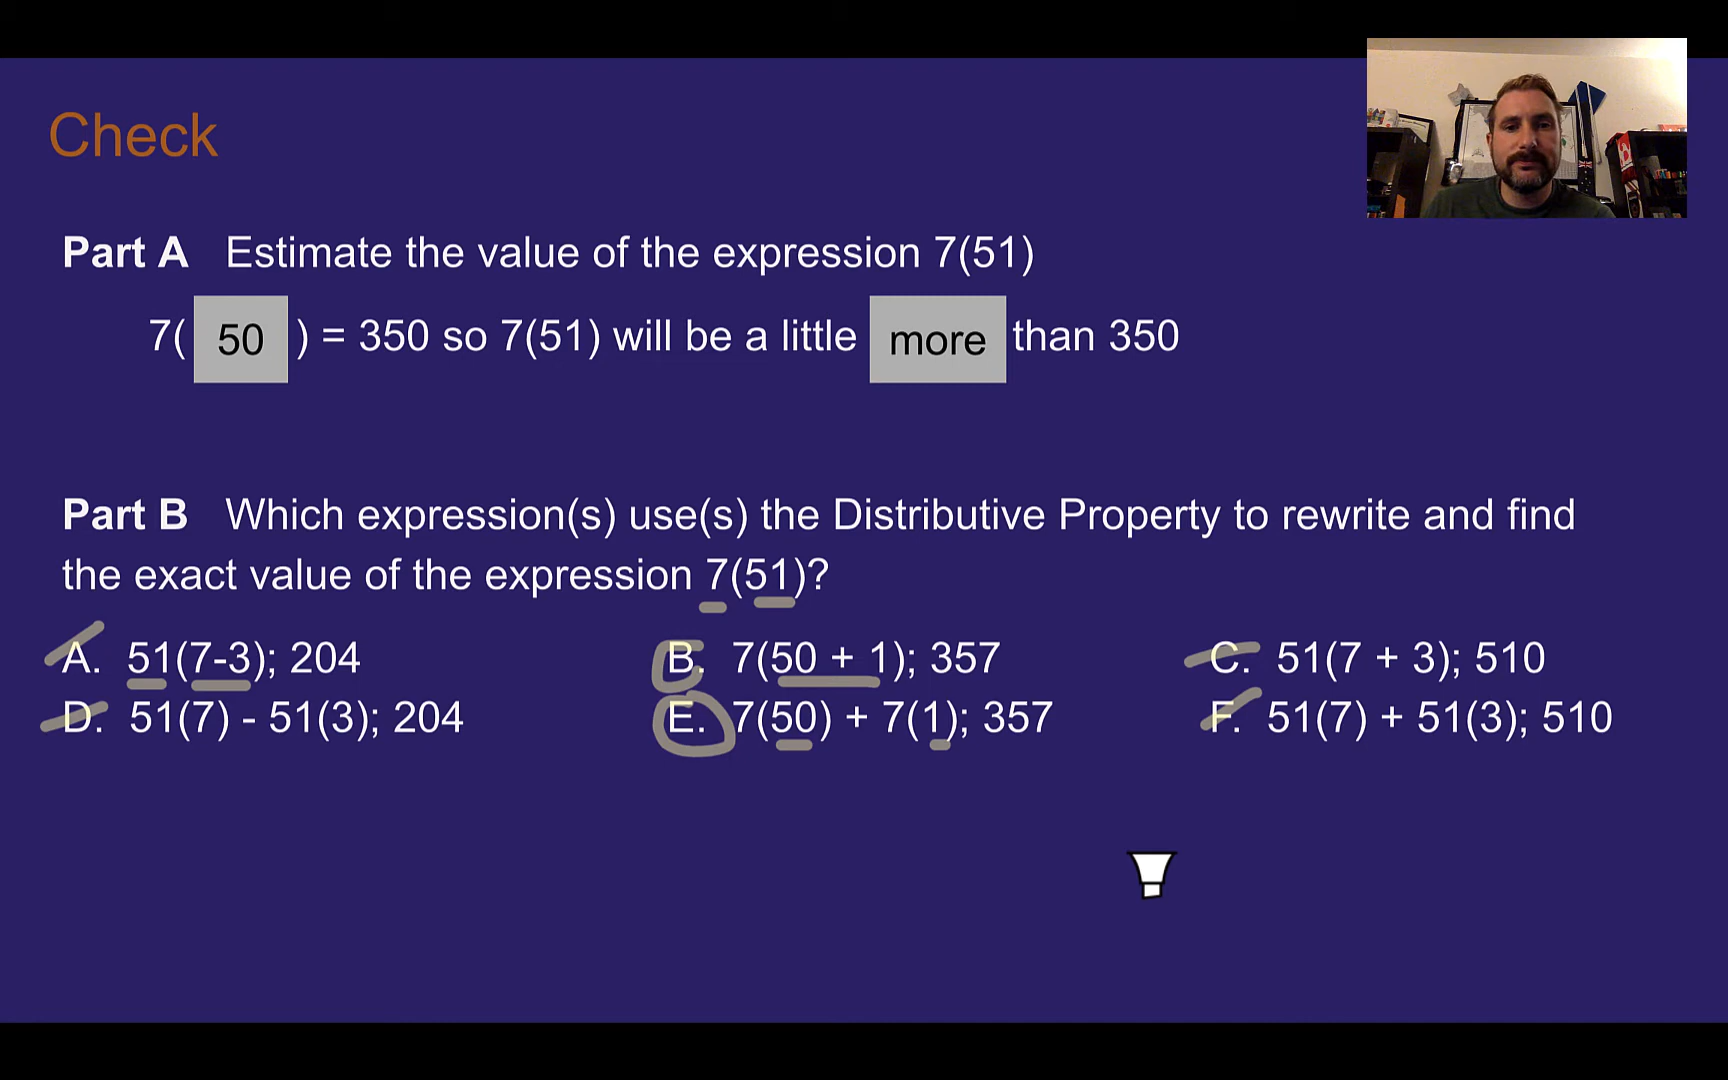 Check
Part A Estimate the value of the expression 7(51)
7( 50 ) = 350 so 7(51) will be a little more than 350
Part B Which expression(s) use(s) the Distributive Property to rewrite and find
the exact value of the expression 7(51)?
A. 51(7-3); 204 B. 7(50 + 1); 357 C. 51(7 + 3); 510
D. 51(7) - 51(3); 204 E. 7(50) + 7(1); 357 F. 51(7) + 51(3); 510